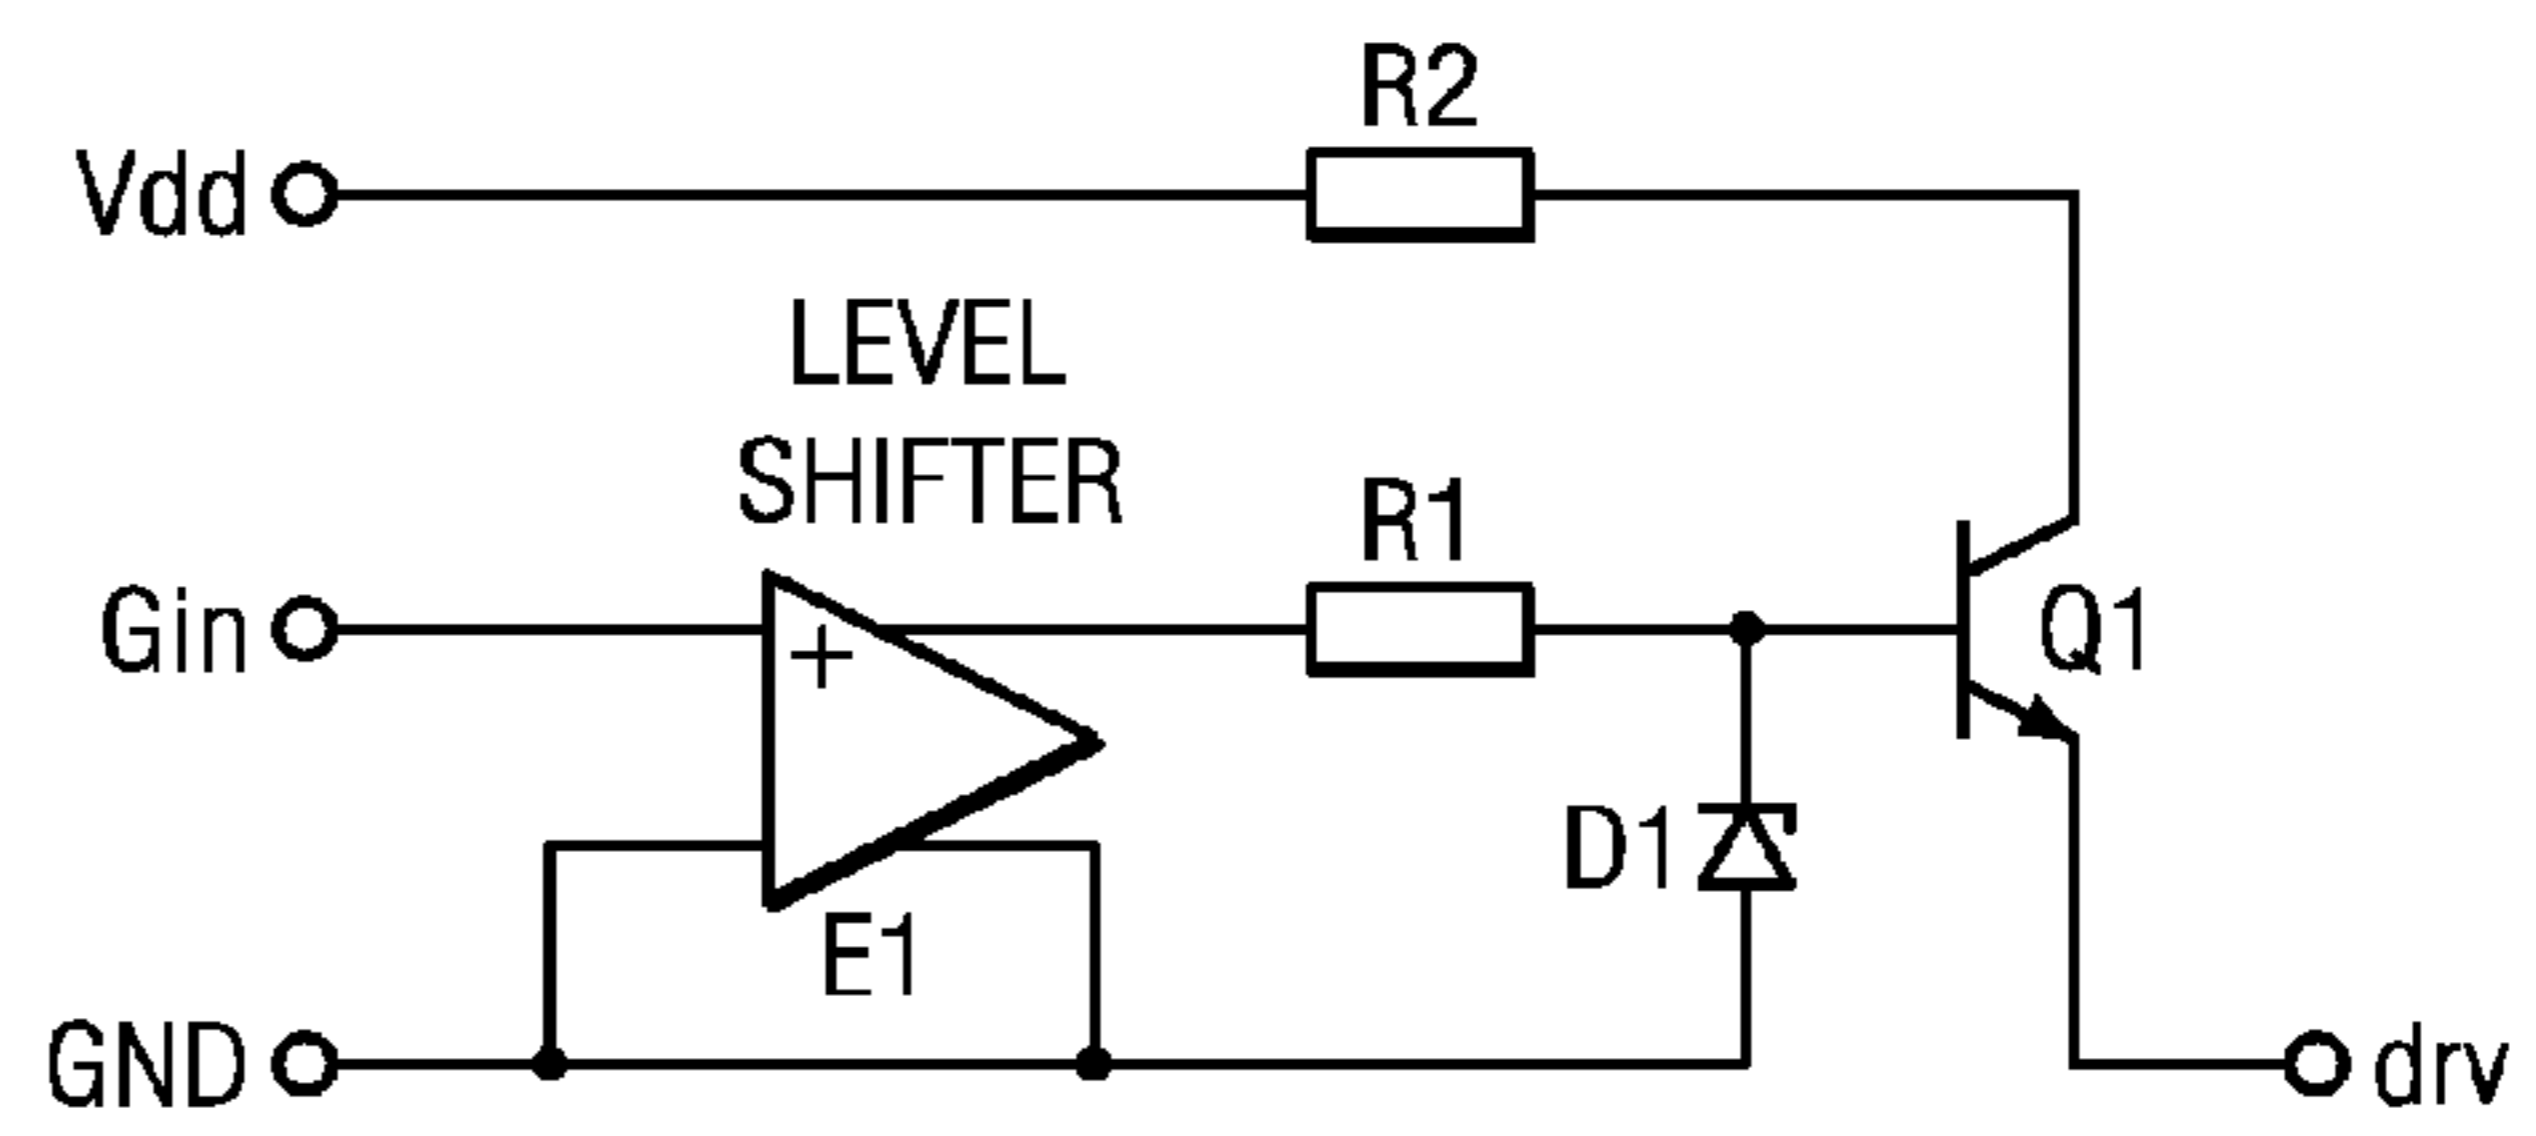 R2
Vdd
LEVEL
SHIFTER
R1
Gin
+
Q1
D1
E1
GND
drv